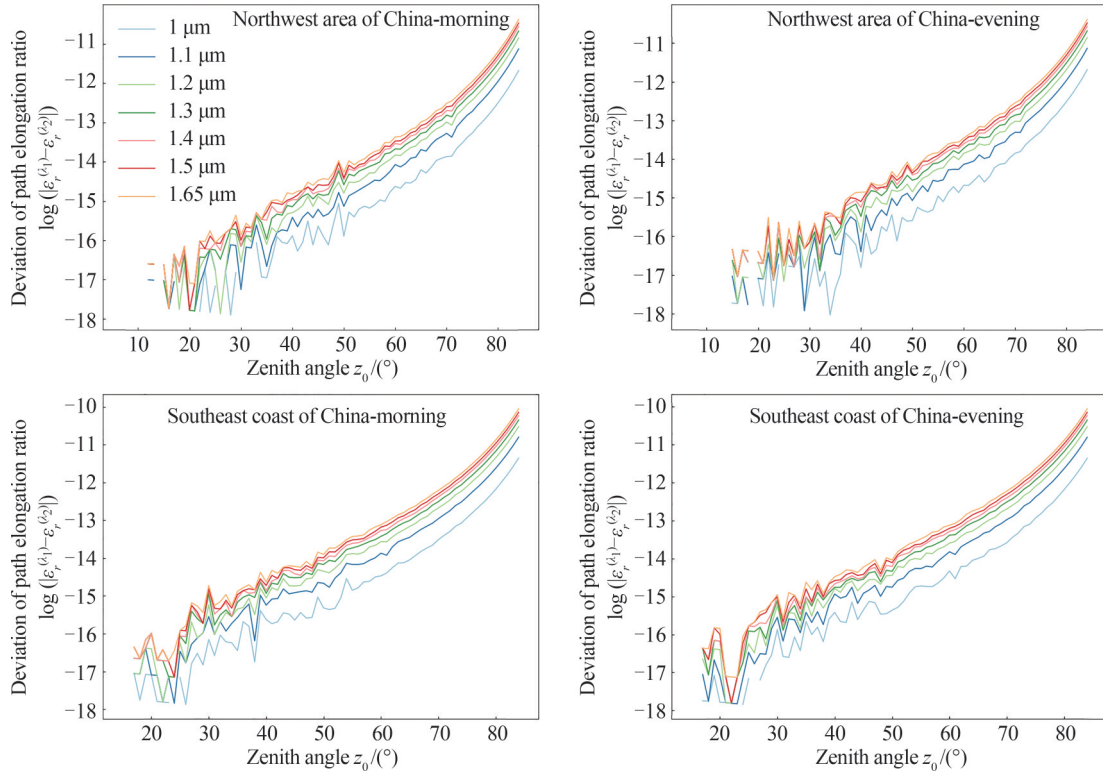 Northwest area of China-morning
Deviation of path elongation ratio
log (|εᵣ^(λ₁)−εᵣ^(λ₂)|)
−11
−12
−13
−14
−15
−16
−17
−18
1 μm
1.1 μm
1.2 μm
1.3 μm
1.4 μm
1.5 μm
1.65 μm
10 20 30 40 50 60 70 80
Zenith angle z₀/(°)
Northwest area of China-evening
Deviation of path elongation ratio
log (|εᵣ^(λ₁)−εᵣ^(λ₂)|)
−11
−12
−13
−14
−15
−16
−17
−18
10 20 30 40 50 60 70 80
Zenith angle z₀/(°)
Southeast coast of China-morning
Deviation of path elongation ratio
log (|εᵣ^(λ₁)−εᵣ^(λ₂)|)
−10
−11
−12
−13
−14
−15
−16
−17
−18
20 30 40 50 60 70 80
Zenith angle z₀/(°)
Southeast coast of China-evening
Deviation of path elongation ratio
log (|εᵣ^(λ₁)−εᵣ^(λ₂)|)
−10
−11
−12
−13
−14
−15
−16
−17
−18
20 30 40 50 60 70 80
Zenith angle z₀/(°)